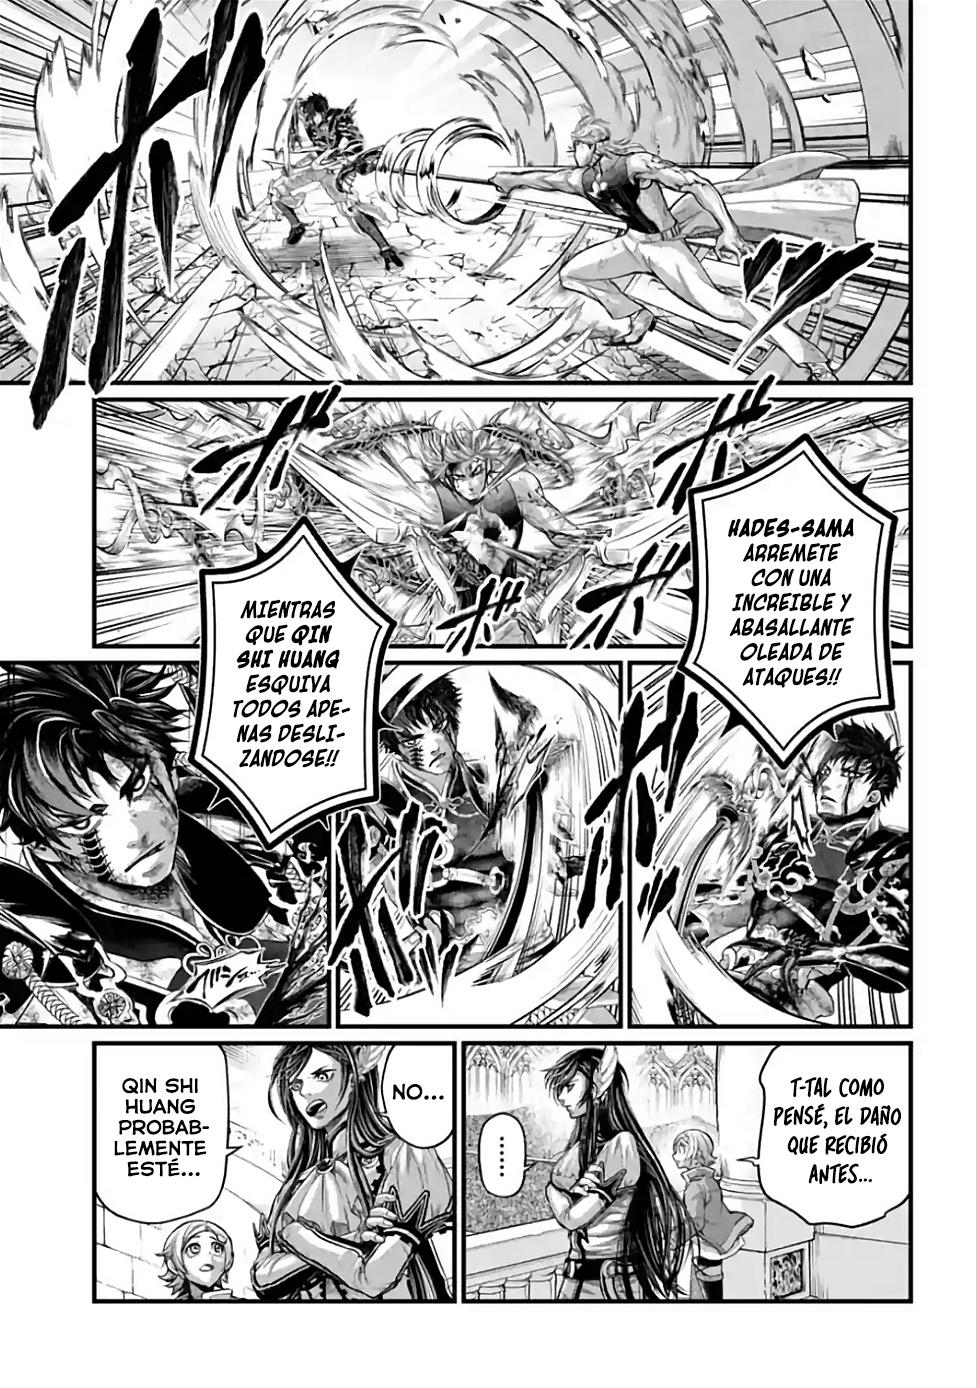 HADES-SAMA
ARREMETE
CON UNA
INCREIBLE Y
ABASALLANTE
OLEADA DE
ATAQUES!!
MIENTRAS
QUE QIN
SHI HUANG
ESQUIVA
TODOS APE-
NAS DESLI-
ZANDOSE!!
T-TAL COMO
PENSÉ, EL DAÑO
QUE RECIBIÓ
ANTES...
......
NO...
QIN SHI
HUANG
PROBAB-
LEMENTE
ESTÉ...